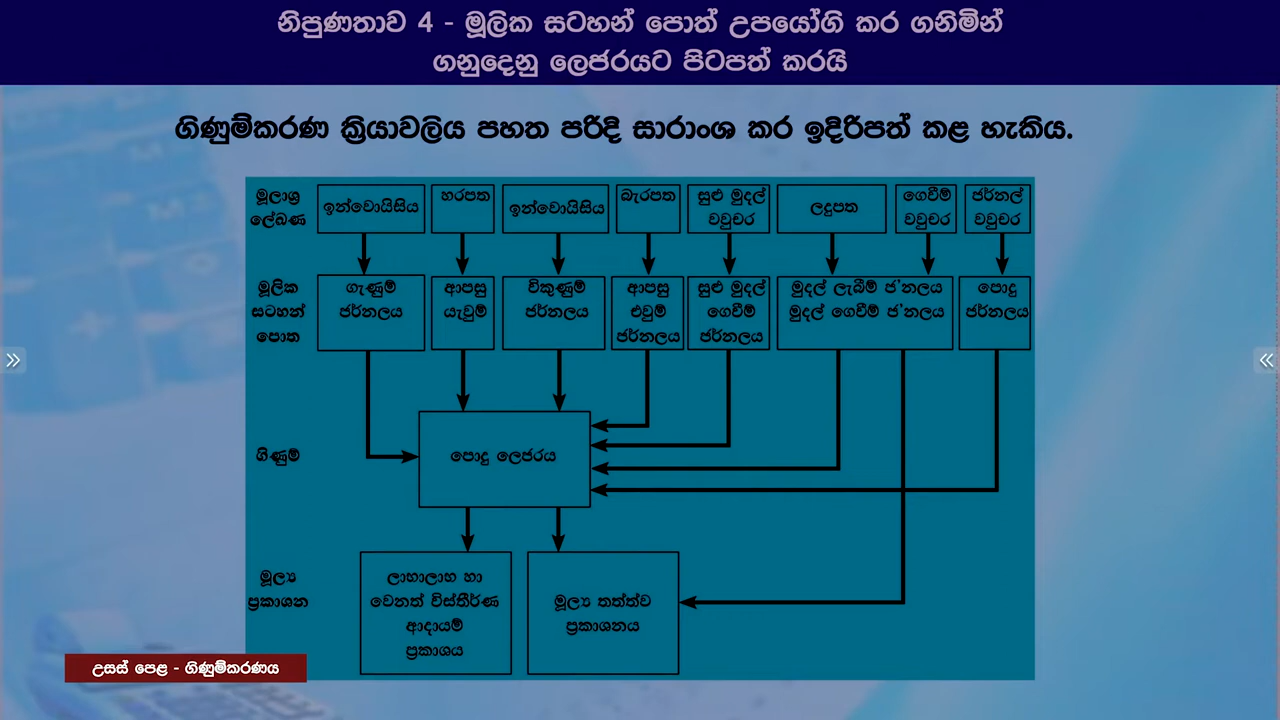 නිපුණතාව 4 - මූලික සටහන් පොත් උපයෝගි කර ගනිමින්
ගනුදෙනු ලෙජරයට පිටපත් කරයි
ගිණුම්කරණ ක්‍රියාවලිය පහත පරිදි සාරාංශ කර ඉදිරිපත් කළ හැකිය.
මූලාශ්‍ර
ලේඛණ
ඉන්වොයිසිය
හරපත
ඉන්වොයිසිය
බැරපත
සුළු මුදල්
වවුචර
ලදුපත
ගෙවීම්
වවුචර
ජර්නල්
වවුචර
මූලික
සටහන්
පොත
ගැණුම්
ජර්නලය
ආපසු
යැවුම්
විකුණුම්
ජර්නලය
ආපසු
එවුම්
ජර්නලය
සුළු මුදල්
ගෙවීම්
ජර්නලය
මුදල් ලැබීම් ජ'නලය
මුදල් ගෙවීම් ජ'නලය
පොදු
ජර්නලය
ගිණුම්
පොදු ලෙජරය
මූල්‍ය
ප්‍රකාශන
ලාභාලාභ හා
වෙනත් විස්තීර්ණ
ආදායම්
ප්‍රකාශය
මූල්‍ය තත්ත්ව
ප්‍රකාශනය
උසස් පෙළ - ගිණුම්කරණය